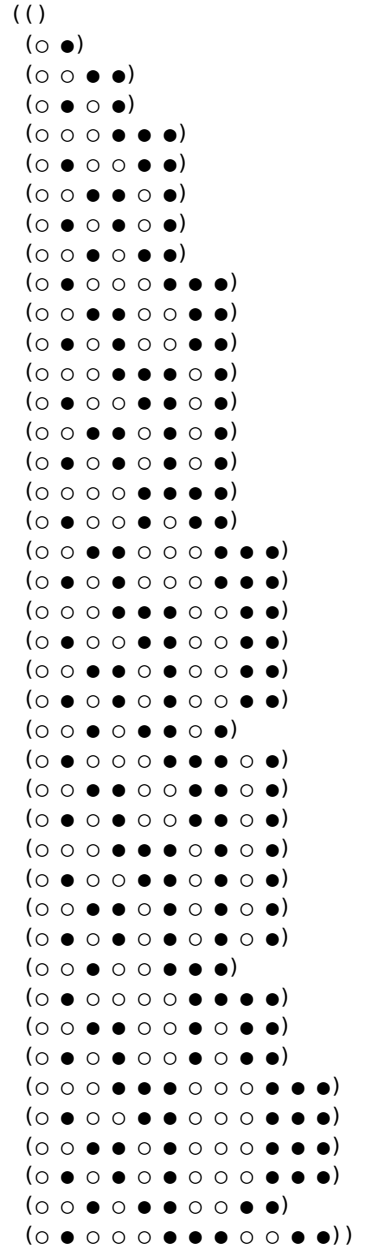 (()
(○ ●)
(○ ○ ● ●)
(○ ● ○ ●)
(○ ○ ○ ● ● ●)
(○ ● ○ ○ ● ●)
(○ ○ ● ● ○ ●)
(○ ● ○ ● ○ ●)
(○ ○ ● ○ ● ●)
(○ ● ○ ○ ○ ● ● ●)
(○ ○ ● ● ○ ○ ● ●)
(○ ● ○ ● ○ ○ ● ●)
(○ ○ ○ ● ● ● ○ ●)
(○ ● ○ ○ ● ● ○ ●)
(○ ○ ● ● ○ ● ○ ●)
(○ ● ○ ● ○ ● ○ ●)
(○ ○ ○ ○ ● ● ● ●)
(○ ● ○ ○ ● ○ ● ●)
(○ ○ ● ● ○ ○ ○ ● ● ●)
(○ ● ○ ● ○ ○ ○ ● ● ●)
(○ ○ ○ ● ● ● ○ ○ ● ●)
(○ ● ○ ○ ● ● ○ ○ ● ●)
(○ ○ ● ● ○ ● ○ ○ ● ●)
(○ ● ○ ● ○ ● ○ ○ ● ●)
(○ ○ ● ○ ● ● ○ ●)
(○ ● ○ ○ ○ ● ● ● ○ ●)
(○ ○ ● ● ○ ○ ● ● ○ ●)
(○ ● ○ ● ○ ○ ● ● ○ ●)
(○ ○ ○ ● ● ● ○ ● ○ ●)
(○ ● ○ ○ ● ● ○ ● ○ ●)
(○ ○ ● ● ○ ● ○ ● ○ ●)
(○ ● ○ ● ○ ● ○ ● ○ ●)
(○ ○ ● ○ ○ ● ● ●)
(○ ● ○ ○ ○ ○ ● ● ● ●)
(○ ○ ● ● ○ ○ ● ○ ● ●)
(○ ● ○ ● ○ ○ ● ○ ● ●)
(○ ○ ○ ● ● ● ○ ○ ○ ● ● ●)
(○ ● ○ ○ ● ● ○ ○ ○ ● ● ●)
(○ ○ ● ● ○ ● ○ ○ ○ ● ● ●)
(○ ● ○ ● ○ ● ○ ○ ○ ● ● ●)
(○ ○ ● ○ ● ● ○ ○ ● ●)
(○ ● ○ ○ ○ ● ● ● ○ ○ ● ●))